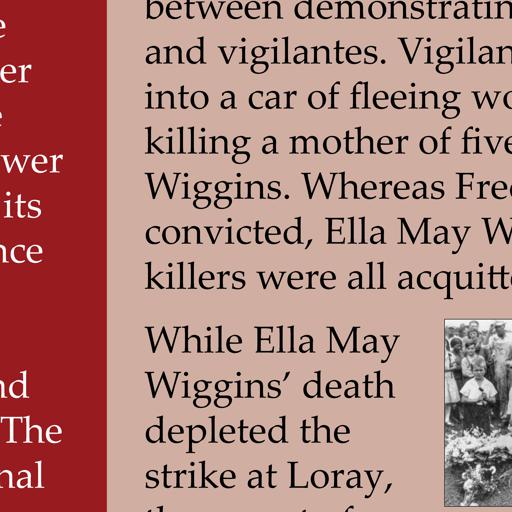 er
wer
its
nce
nd
The
nal
between demonstratin
and vigilantes. Vigilan
into a car of fleeing wo
killing a mother of five
Wiggins. Whereas Fred
convicted, Ella May W
killers were all acquitt
While Ella May
Wiggins’ death
depleted the
strike at Loray,